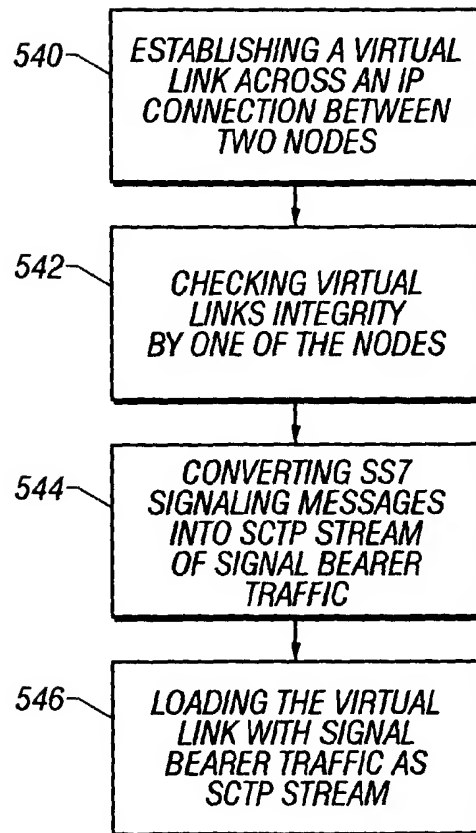 540
ESTABLISHING A VIRTUAL
LINK ACROSS AN IP
CONNECTION BETWEEN
TWO NODES
542
CHECKING VIRTUAL
LINKS INTEGRITY
BY ONE OF THE NODES
544
CONVERTING SS7
SIGNALING MESSAGES
INTO SCTP STREAM
OF SIGNAL BEARER
TRAFFIC
546
LOADING THE VIRTUAL
LINK WITH SIGNAL
BEARER TRAFFIC AS
SCTP STREAM